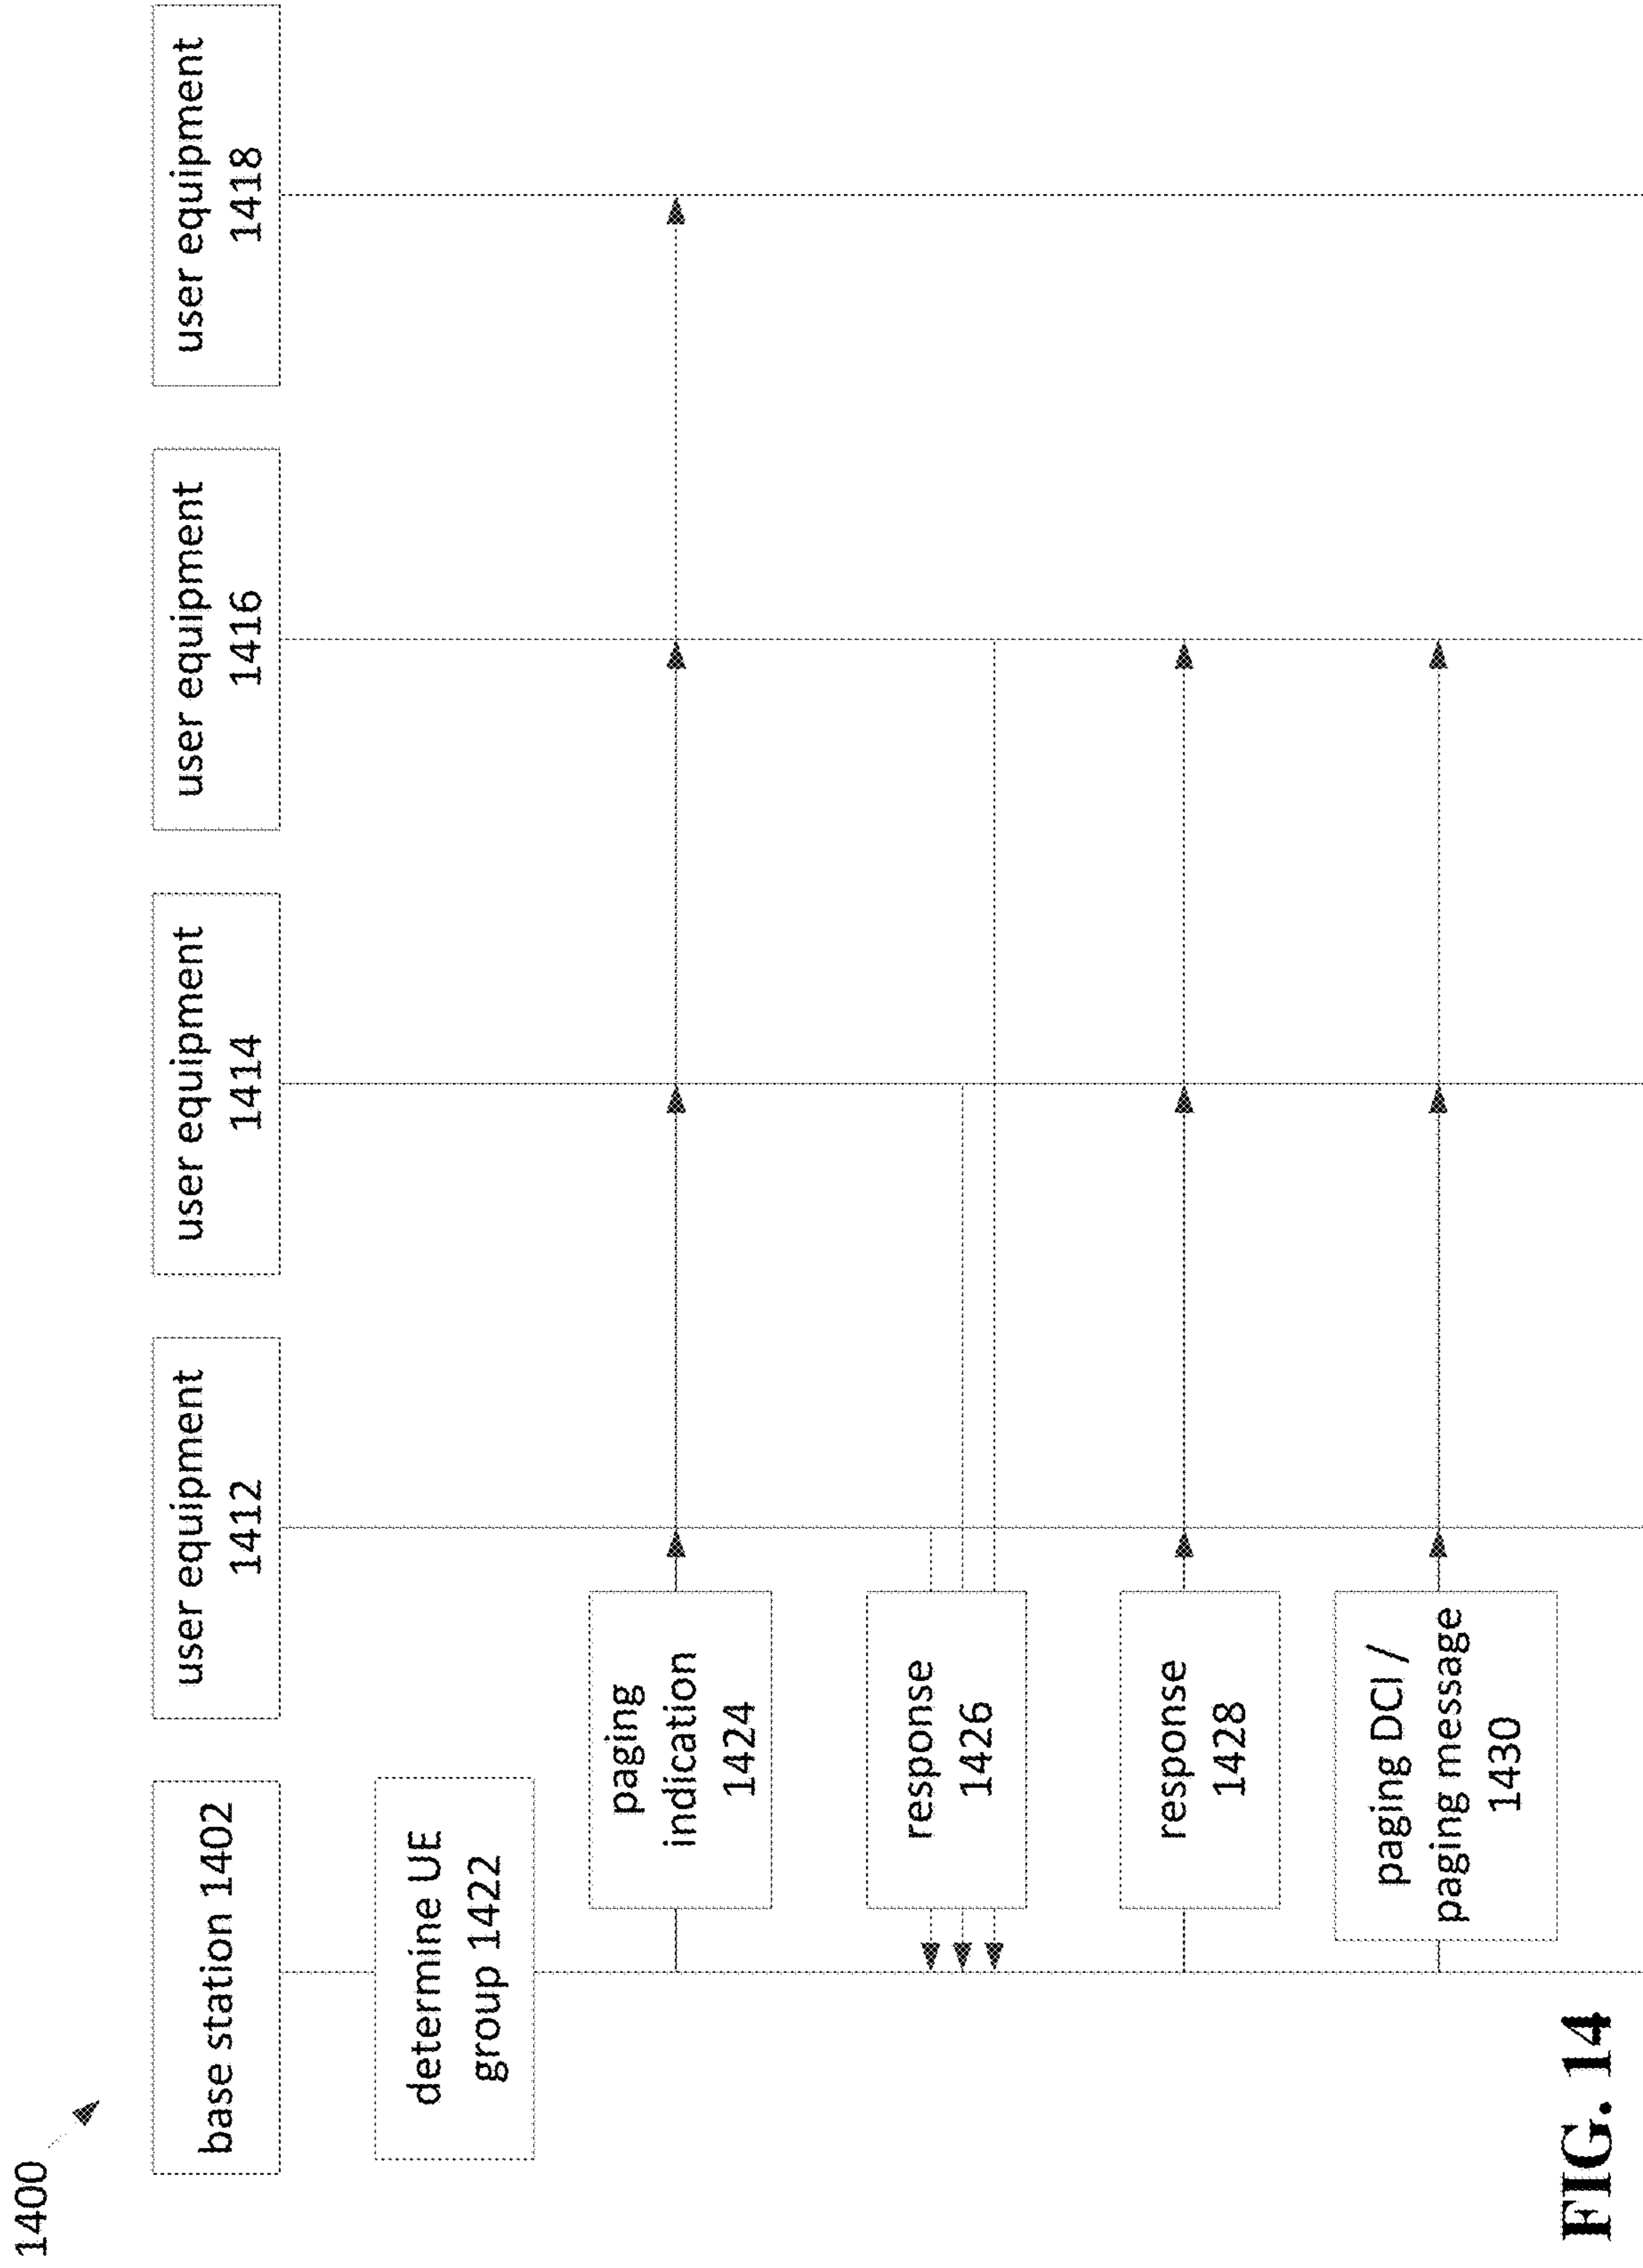 1400
base station 1402
user equipment
1412
user equipment
1414
user equipment
1416
user equipment
1418
determine UE
group 1422
paging
indication
1424
response
1426
response
1428
paging DCI /
paging message
1430
FIG. 14